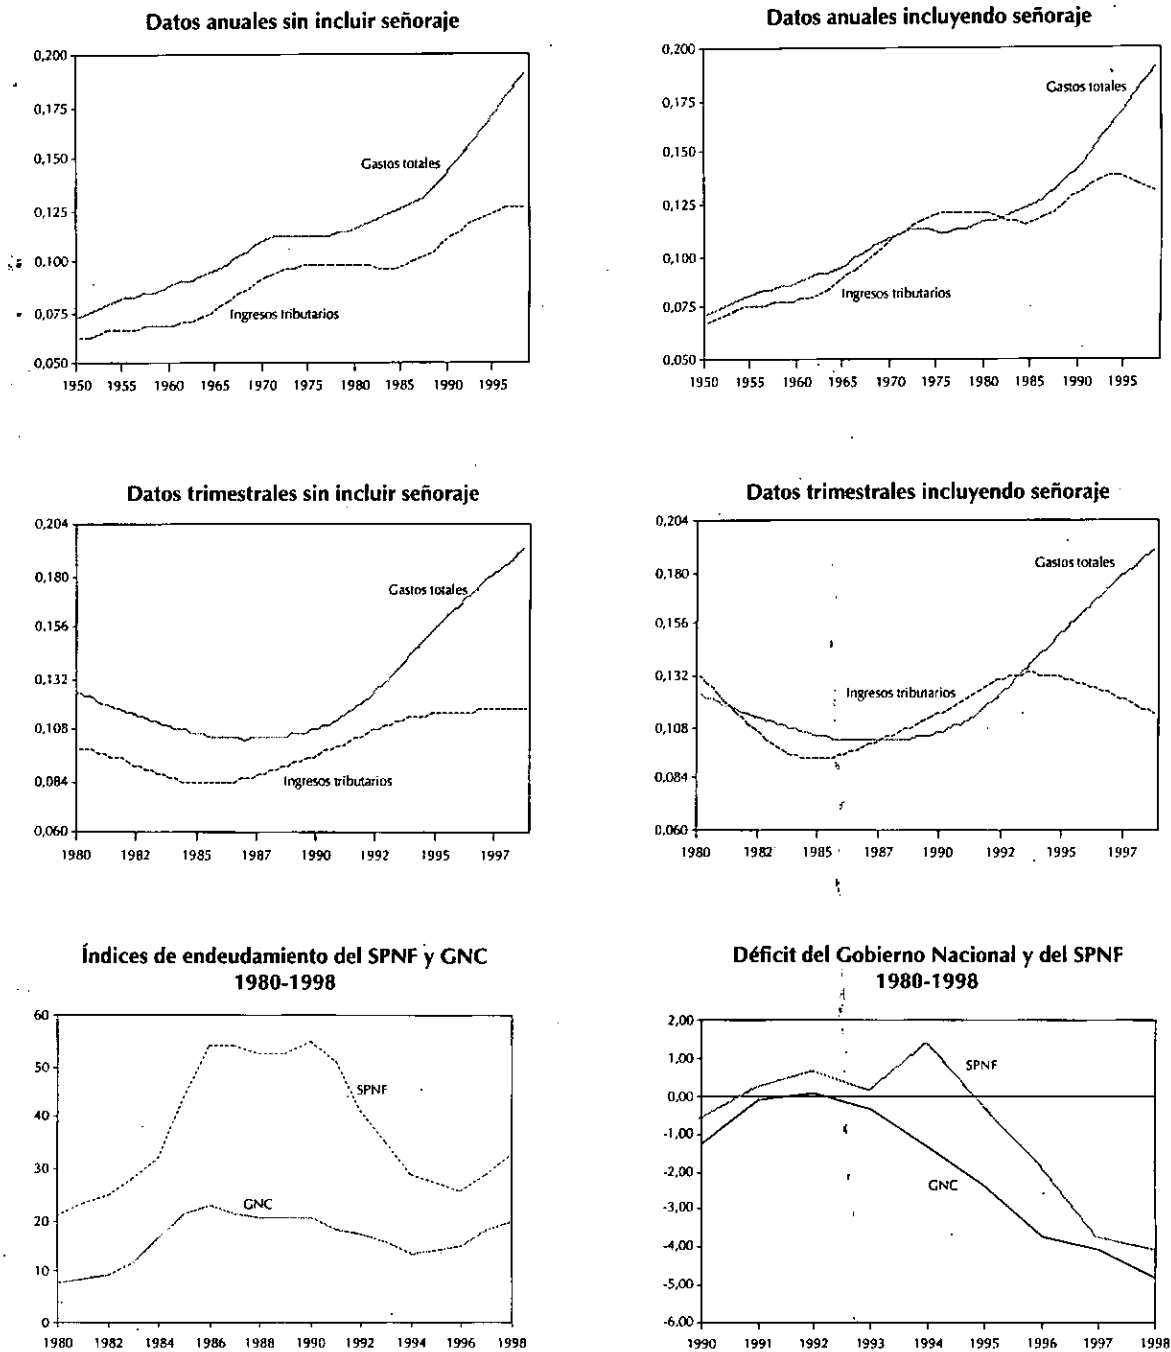 Datos anuales sin incluir señoraje
0,200
0,175
0,150
0,125
0,100
0,075
0,050
Gastos totales
Ingresos tributarios
1950 1955 1960 1965 1970 1975 1980 1985 1990 1995
Datos anuales incluyendo señoraje
0,200
0,175
0,150
0,125
0,100
0,075
0,050
Gastos totales
Ingresos tributarios
1950 1955 1960 1965 1970 1975 1980 1985 1990 1995
Datos trimestrales sin incluir señoraje
0,204
0,180
0,156
0,132
0,108
0,084
0,060
Gastos totales
Ingresos tributarios
1980 1982 1985 1987 1990 1992 1995 1997
Datos trimestrales incluyendo señoraje
0,204
0,180
0,156
0,132
0,108
0,084
0,060
Gastos totales
Ingresos tributarios
1980 1982 1985 1987 1990 1992 1995 1997
Índices de endeudamiento del SPNF y GNC
1980-1998
60
50
40
30
20
10
0
SPNF
GNC
1980 1982 1984 1986 1988 1990 1992 1994 1996 1998
Déficit del Gobierno Nacional y del SPNF
1980-1998
2,00
1,00
0,00
-1,00
-2,00
-3,00
-4,00
-5,00
-6,00
SPNF
GNC
1990 1991 1992 1993 1994 1995 1996 1997 1998